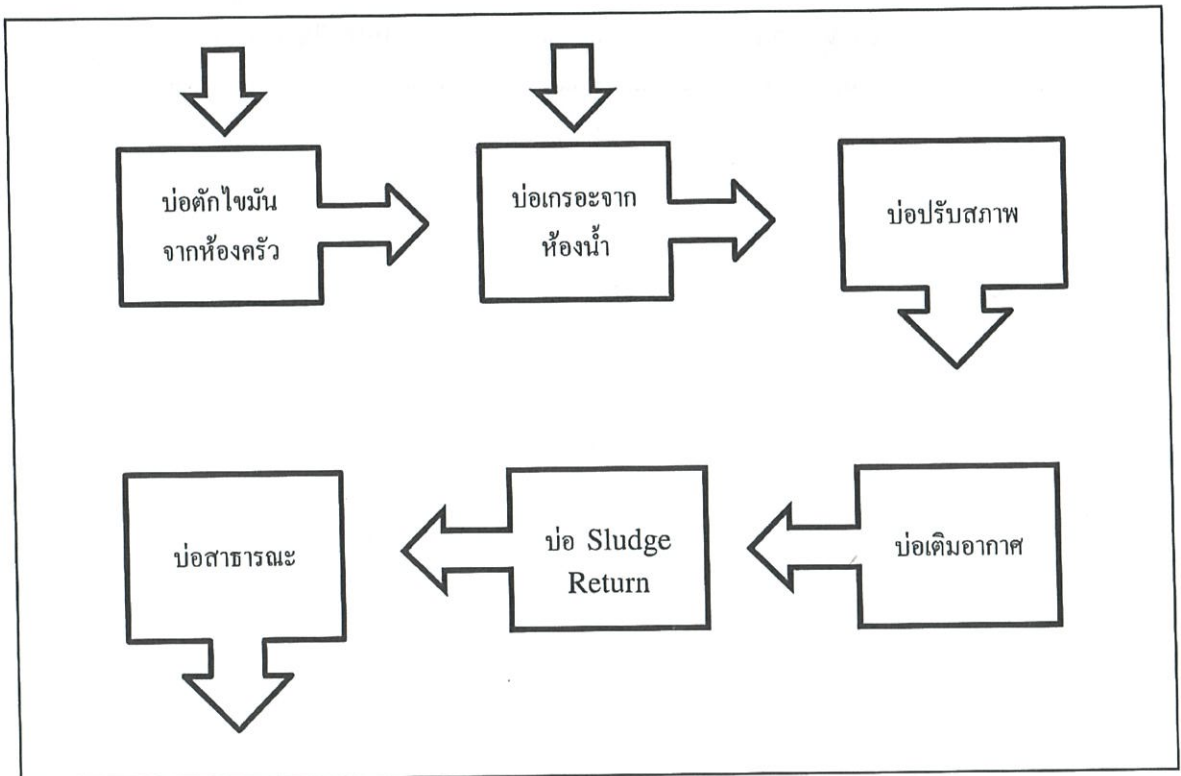 บ่อตักไขมัน
จากห้องครัว
บ่อเกรอะจาก
ห้องน้ำ
บ่อปรับสภาพ
บ่อสาธารณะ
บ่อ Sludge
Return
บ่อเติมอากาศ